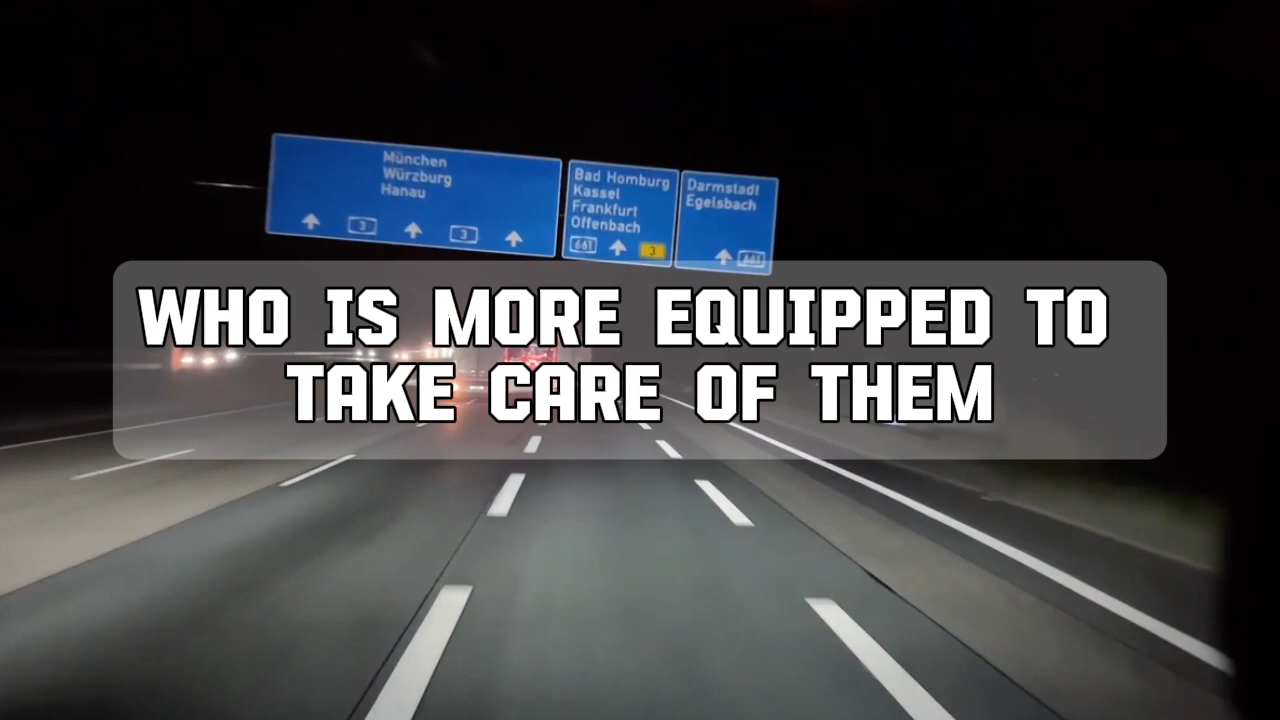 München
Würzburg
Hanau
3
3
Bad Homburg
Kassel
Frankfurt
Offenbach
661
3
Darmstadt
Egelsbach
661
WHO IS MORE EQUIPPED TO
TAKE CARE OF THEM